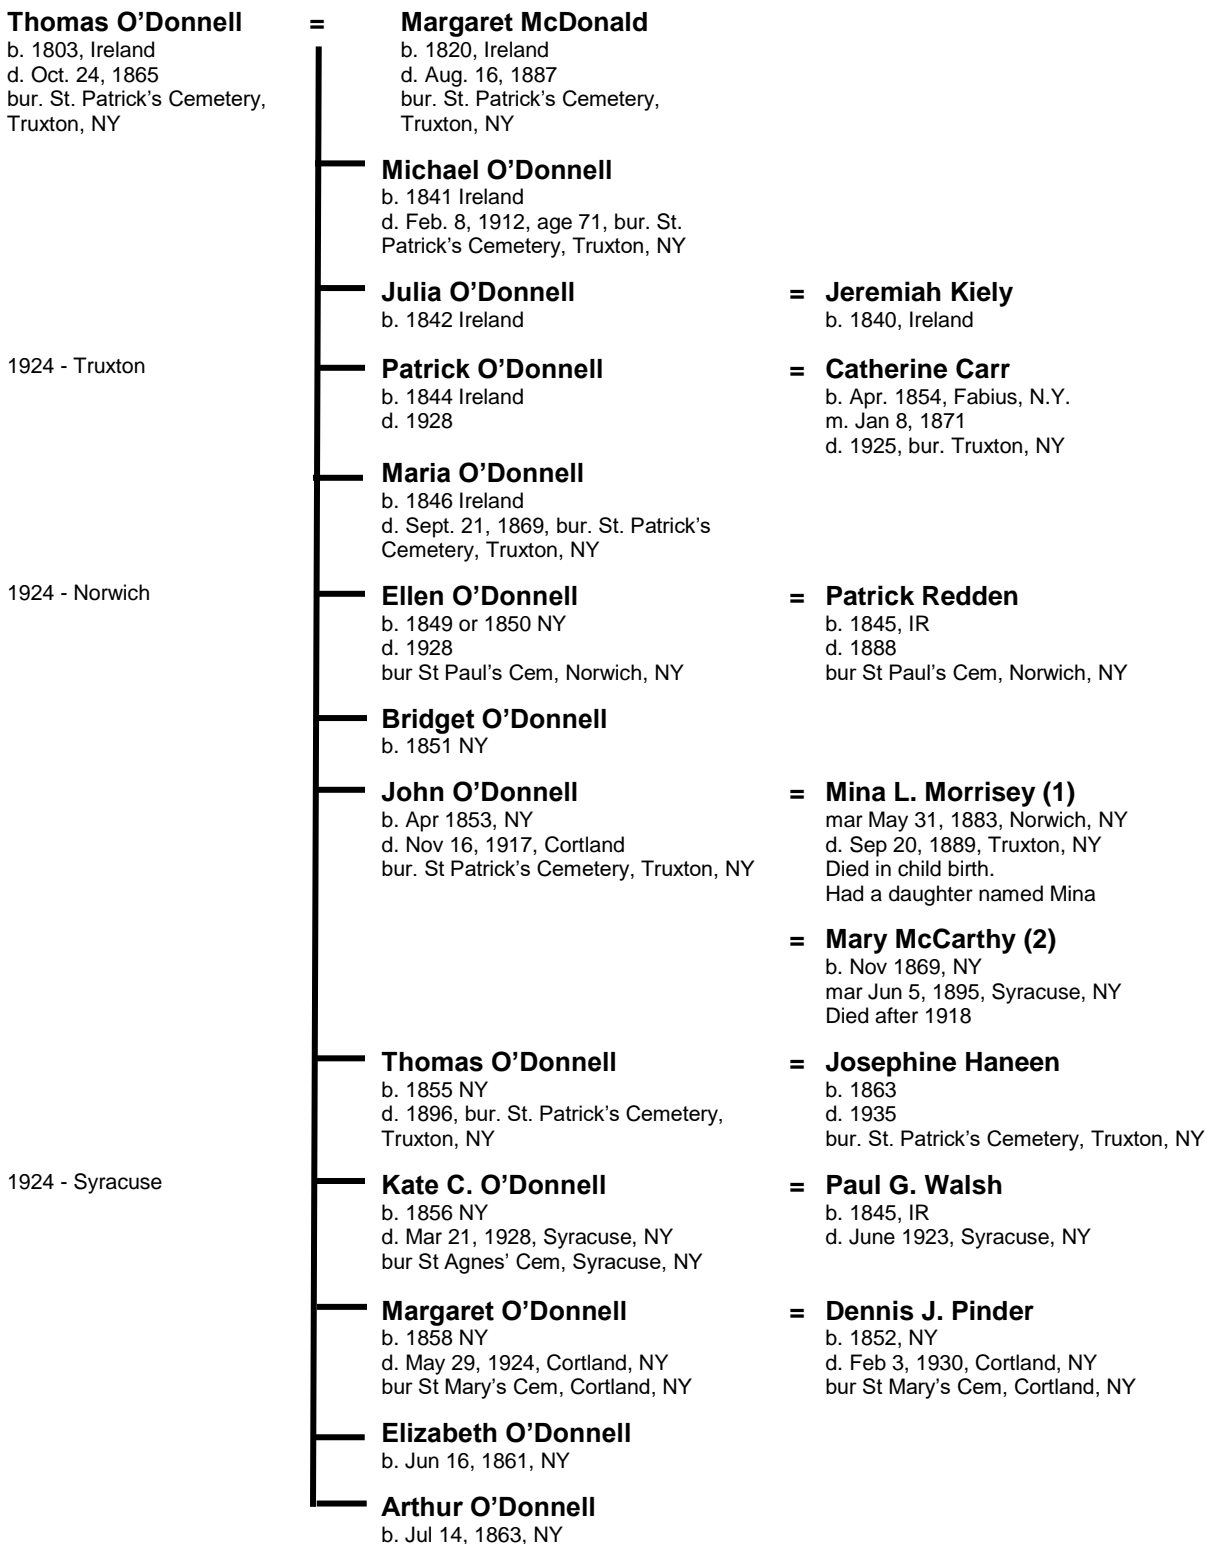 Thomas O’Donnell = Margaret McDonald
b. 1803, Ireland
d. Oct. 24, 1865
bur. St. Patrick’s Cemetery,
Truxton, NY
b. 1820, Ireland
d. Aug. 16, 1887
bur. St. Patrick’s Cemetery,
Truxton, NY
Michael O’Donnell
b. 1841 Ireland
d. Feb. 8, 1912, age 71, bur. St.
Patrick’s Cemetery, Truxton, NY
Julia O’Donnell
b. 1842 Ireland
= Jeremiah Kiely
b. 1840, Ireland
1924 - Truxton
Patrick O’Donnell
b. 1844 Ireland
d. 1928
= Catherine Carr
b. Apr. 1854, Fabius, N.Y.
m. Jan 8, 1871
d. 1925, bur. Truxton, NY
Maria O’Donnell
b. 1846 Ireland
d. Sept. 21, 1869, bur. St. Patrick’s
Cemetery, Truxton, NY
1924 - Norwich
Ellen O’Donnell
b. 1849 or 1850 NY
d. 1928
bur St Paul’s Cem, Norwich, NY
= Patrick Redden
b. 1845, IR
d. 1888
bur St Paul’s Cem, Norwich, NY
Bridget O’Donnell
b. 1851 NY
John O’Donnell
b. Apr 1853, NY
d. Nov 16, 1917, Cortland
bur. St Patrick’s Cemetery, Truxton, NY
= Mina L. Morrisey (1)
mar May 31, 1883, Norwich, NY
d. Sep 20, 1889, Truxton, NY
Died in child birth.
Had a daughter named Mina
= Mary McCarthy (2)
b. Nov 1869, NY
mar Jun 5, 1895, Syracuse, NY
Died after 1918
Thomas O’Donnell
b. 1855 NY
d. 1896, bur. St. Patrick’s Cemetery,
Truxton, NY
= Josephine Haneen
b. 1863
d. 1935
bur. St. Patrick’s Cemetery, Truxton, NY
1924 - Syracuse
Kate C. O’Donnell
b. 1856 NY
d. Mar 21, 1928, Syracuse, NY
bur St Agnes’ Cem, Syracuse, NY
= Paul G. Walsh
b. 1845, IR
d. June 1923, Syracuse, NY
Margaret O’Donnell
b. 1858 NY
d. May 29, 1924, Cortland, NY
bur St Mary’s Cem, Cortland, NY
= Dennis J. Pinder
b. 1852, NY
d. Feb 3, 1930, Cortland, NY
bur St Mary’s Cem, Cortland, NY
Elizabeth O’Donnell
b. Jun 16, 1861, NY
Arthur O’Donnell
b. Jul 14, 1863, NY